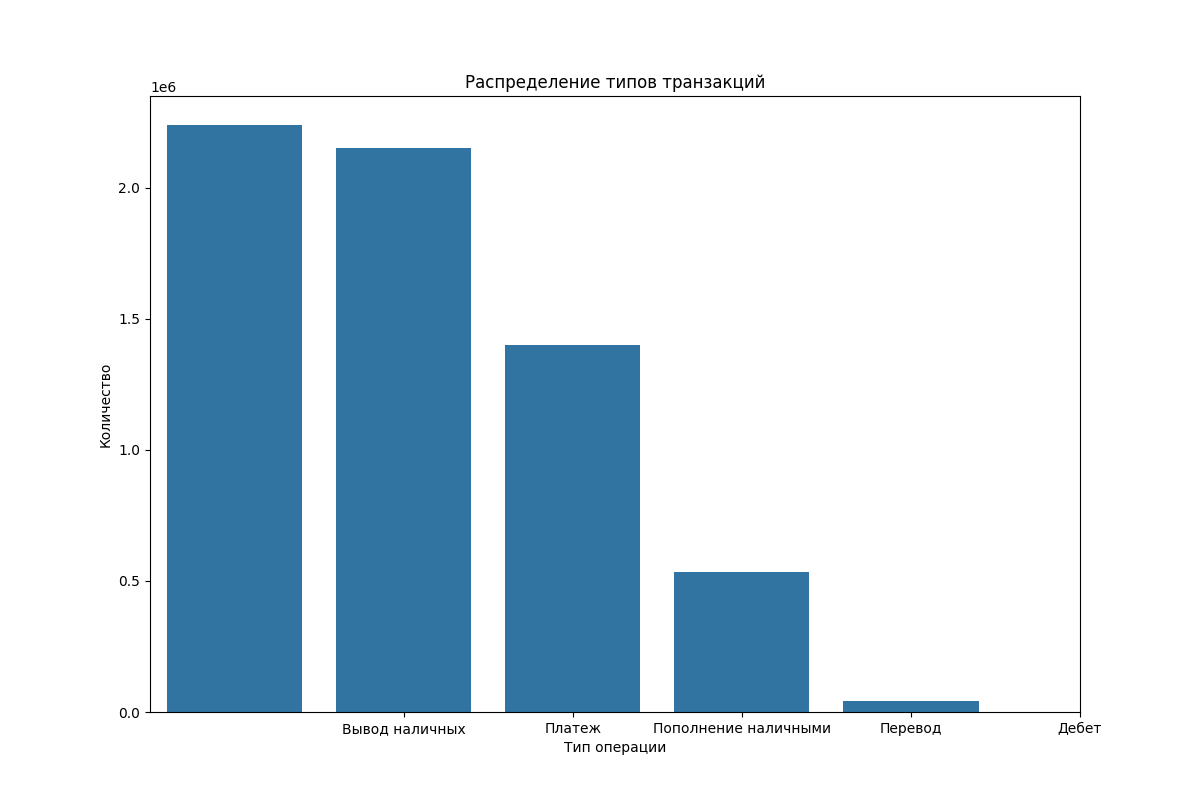 Распределение типов транзакций
1e6
2.0
1.5
1.0
0.5
0.0
Количество
Вывод наличных Платеж Пополнение наличными Перевод Дебет
Тип операции